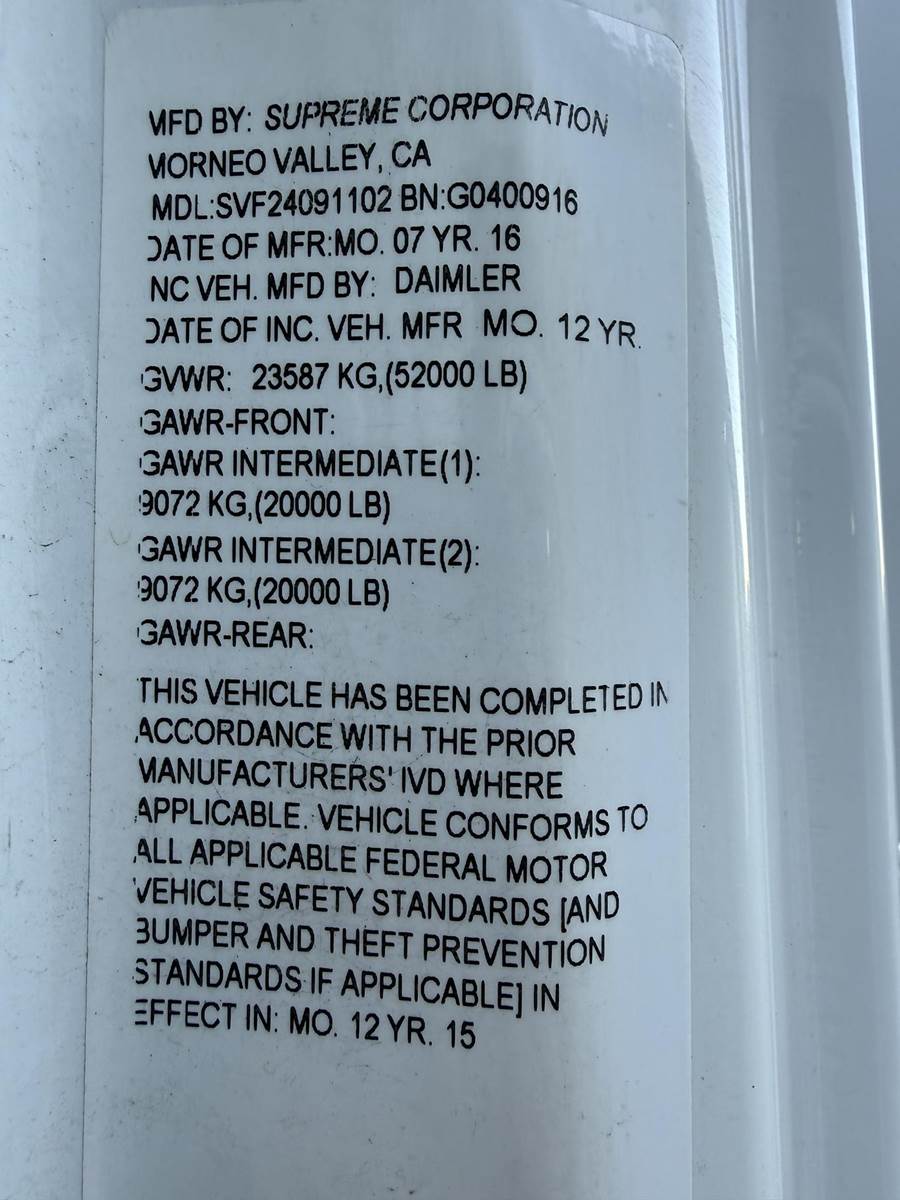 MFD BY: SUPREME CORPORATION
MORNEO VALLEY, CA
MDL:SVF24091102 BN:G0400916
DATE OF MFR:MO. 07 YR. 16
INC VEH. MFD BY: DAIMLER
DATE OF INC. VEH. MFR MO. 12 YR.
GVWR: 23587 KG,(52000 LB)
GAWR-FRONT:
GAWR INTERMEDIATE(1):
9072 KG,(20000 LB)
GAWR INTERMEDIATE(2):
9072 KG,(20000 LB)
GAWR-REAR:
THIS VEHICLE HAS BEEN COMPLETED IN
ACCORDANCE WITH THE PRIOR
MANUFACTURERS' IVD WHERE
APPLICABLE. VEHICLE CONFORMS TO
ALL APPLICABLE FEDERAL MOTOR
VEHICLE SAFETY STANDARDS [AND
BUMPER AND THEFT PREVENTION
STANDARDS IF APPLICABLE] IN
EFFECT IN: MO. 12 YR. 15